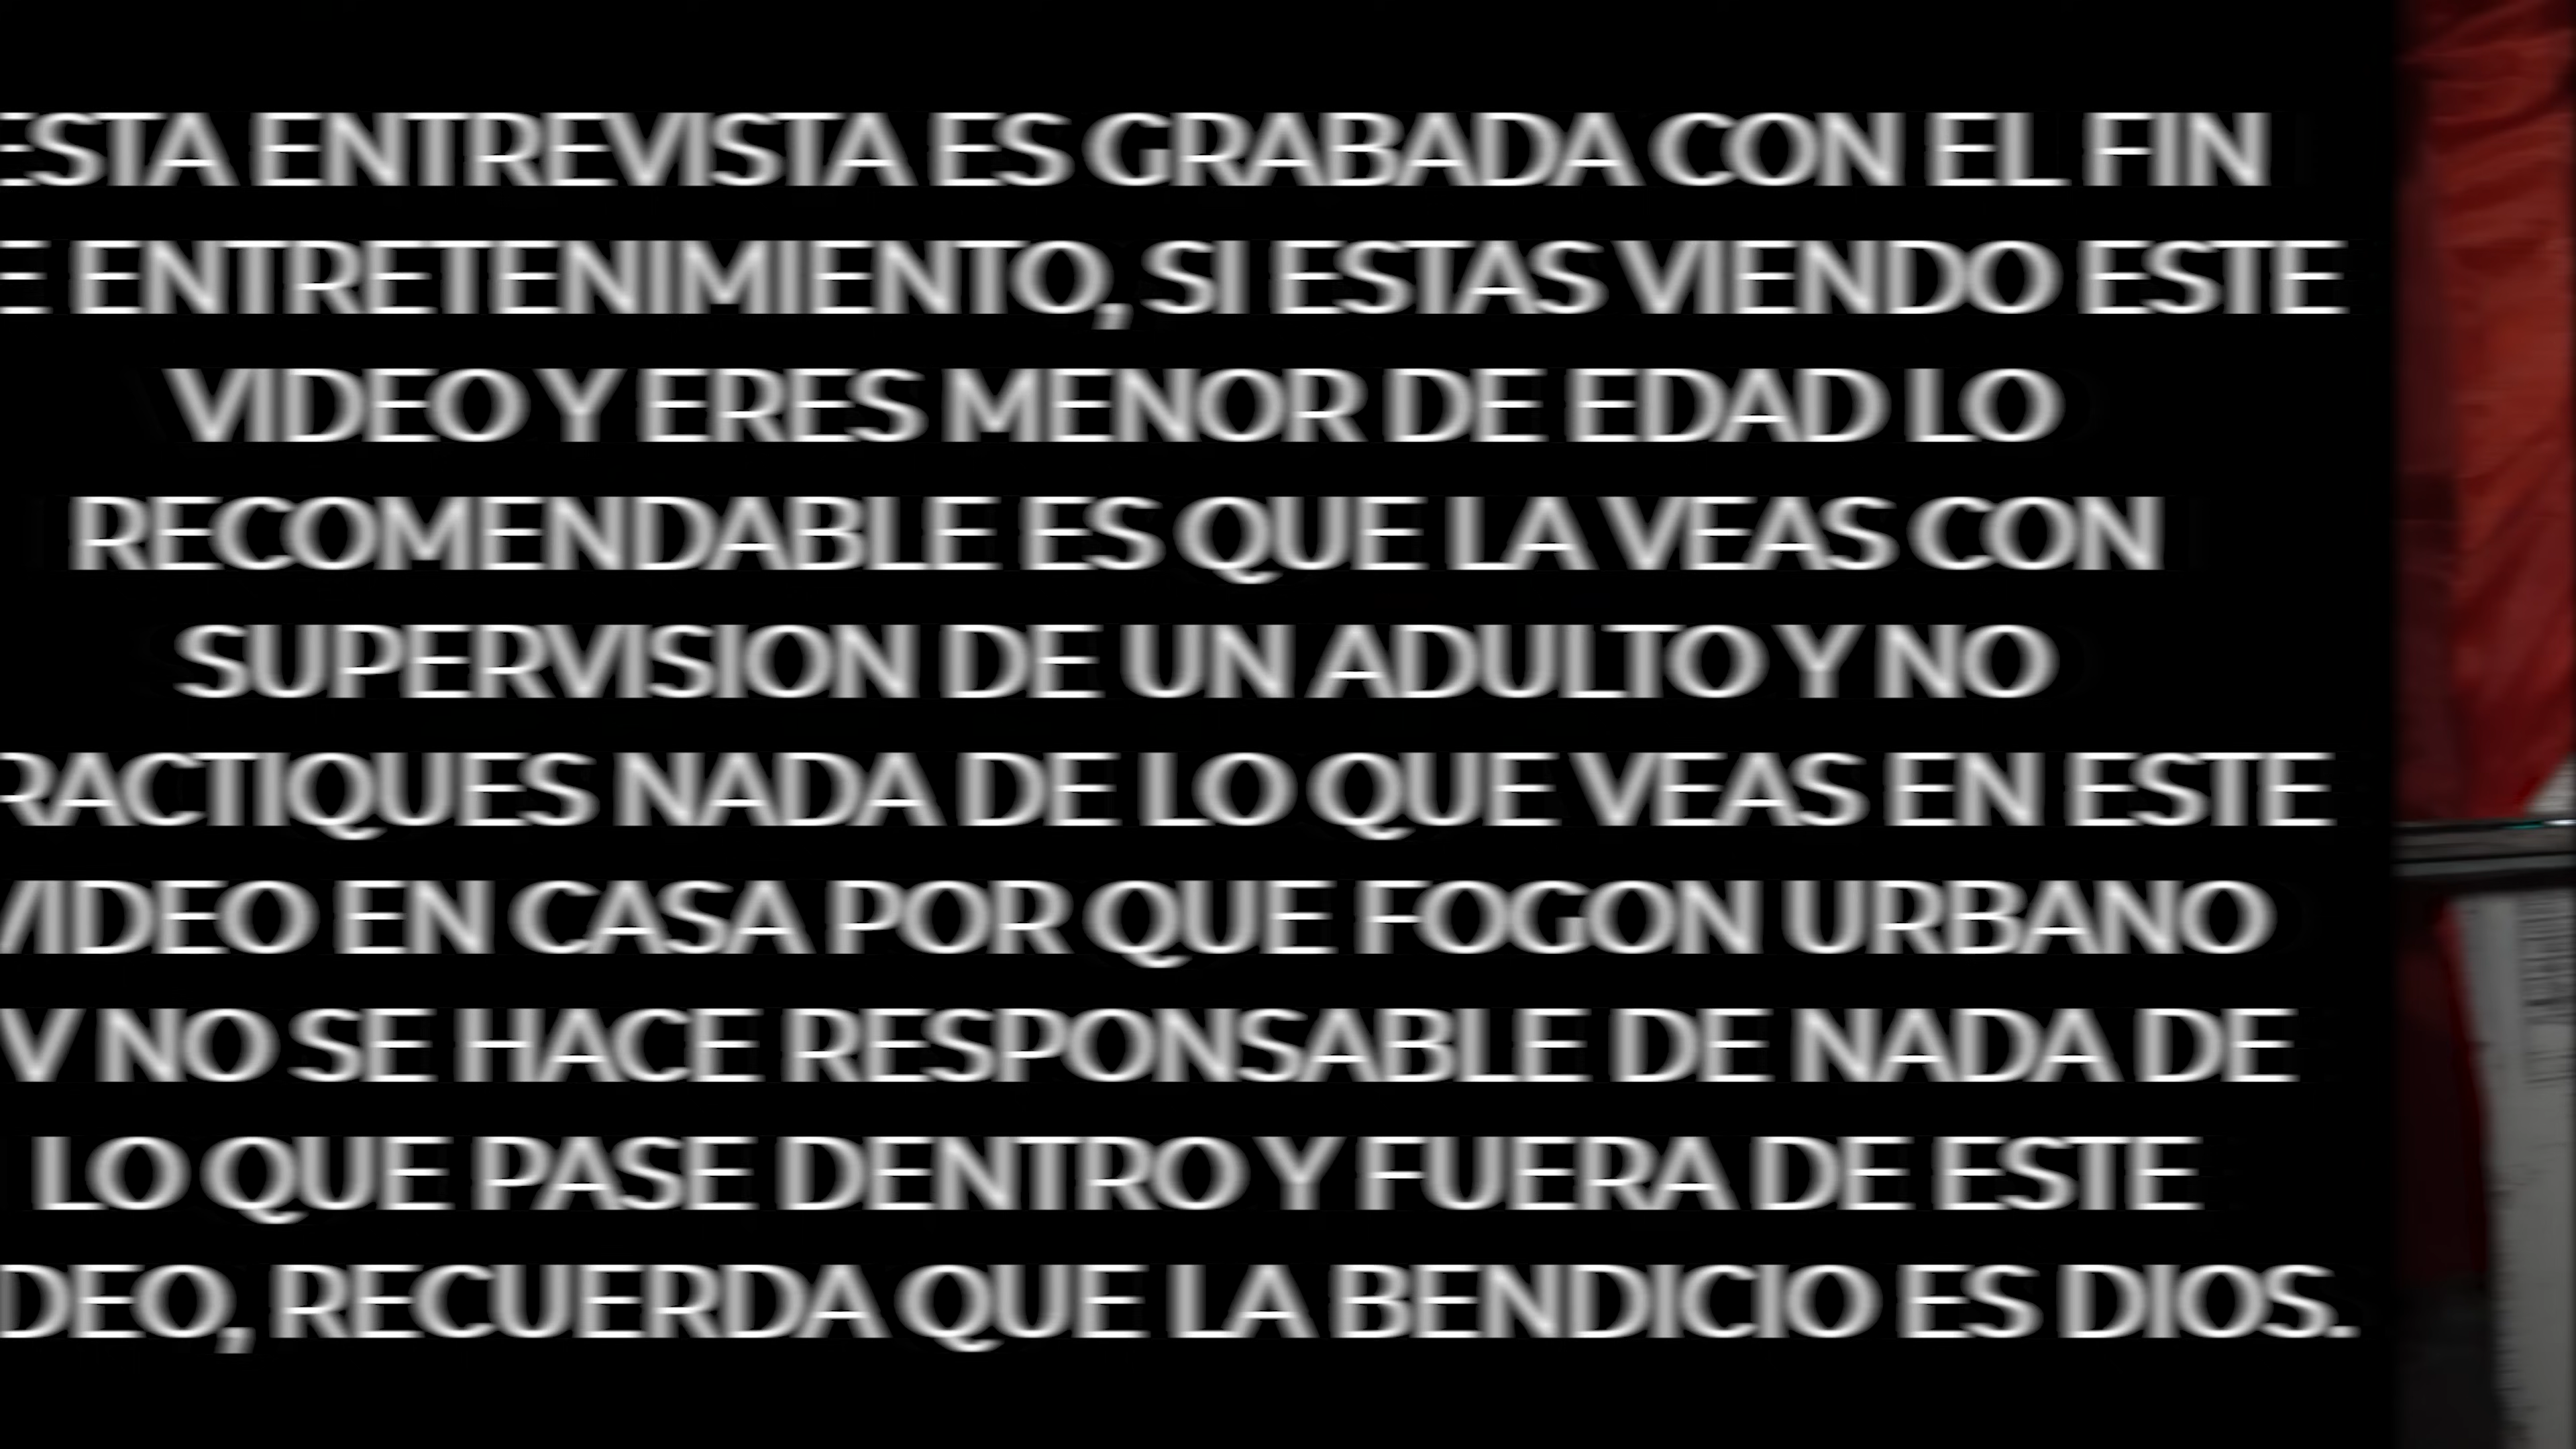 ESTA ENTREVISTA ES GRABADA CON EL FIN
E ENTRETENIMIENTO, SI ESTAS VIENDO ESTE
VIDEO Y ERES MENOR DE EDAD LO
RECOMENDABLE ES QUE LA VEAS CON
SUPERVISION DE UN ADULTO Y NO
RACTIQUES NADA DE LO QUE VEAS EN ESTE
VIDEO EN CASA POR QUE FOGON URBANO
V NO SE HACE RESPONSABLE DE NADA DE
LO QUE PASE DENTRO Y FUERA DE ESTE
DEO, RECUERDA QUE LA BENDICIO ES DIOS.